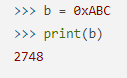 >>> b = 0xABC
>>> print(b)
2748